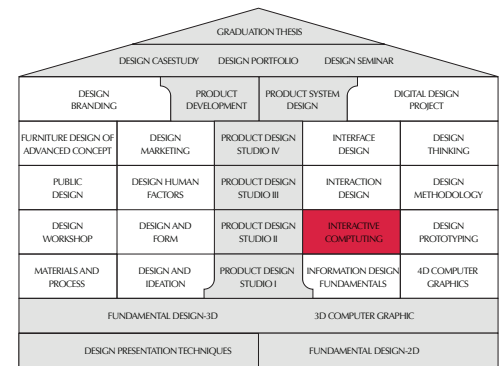 GRADUATION THESIS
DESIGN CASESTUDY DESIGN PORTFOLIO DESIGN SEMINAR
DESIGN
BRANDING
PRODUCT
DEVELOPMENT
PRODUCT SYSTEM
DESIGN
DIGITAL DESIGN
PROJECT
FURNITURE DESIGN OF
ADVANCED CONCEPT
DESIGN
MARKETING
PRODUCT DESIGN
STUDIO IV
INTERFACE
DESIGN
DESIGN
THINKING
PUBLIC
DESIGN
DESIGN HUMAN
FACTORS
PRODUCT DESIGN
STUDIO III
INTERACTION
DESIGN
DESIGN
METHODOLOGY
DESIGN
WORKSHOP
DESIGN AND
FORM
PRODUCT DESIGN
STUDIO II
INTERACTIVE
COMPTUTING
DESIGN
PROTOTYPING
MATERIALS AND
PROCESS
DESIGN AND
IDEATION
PRODUCT DESIGN
STUDIO I
INFORMATION DESIGN
FUNDAMENTALS
4D COMPUTER
GRAPHICS
FUNDAMENTAL DESIGN-3D 3D COMPUTER GRAPHIC
DESIGN PRESENTATION TECHNIQUES FUNDAMENTAL DESIGN-2D